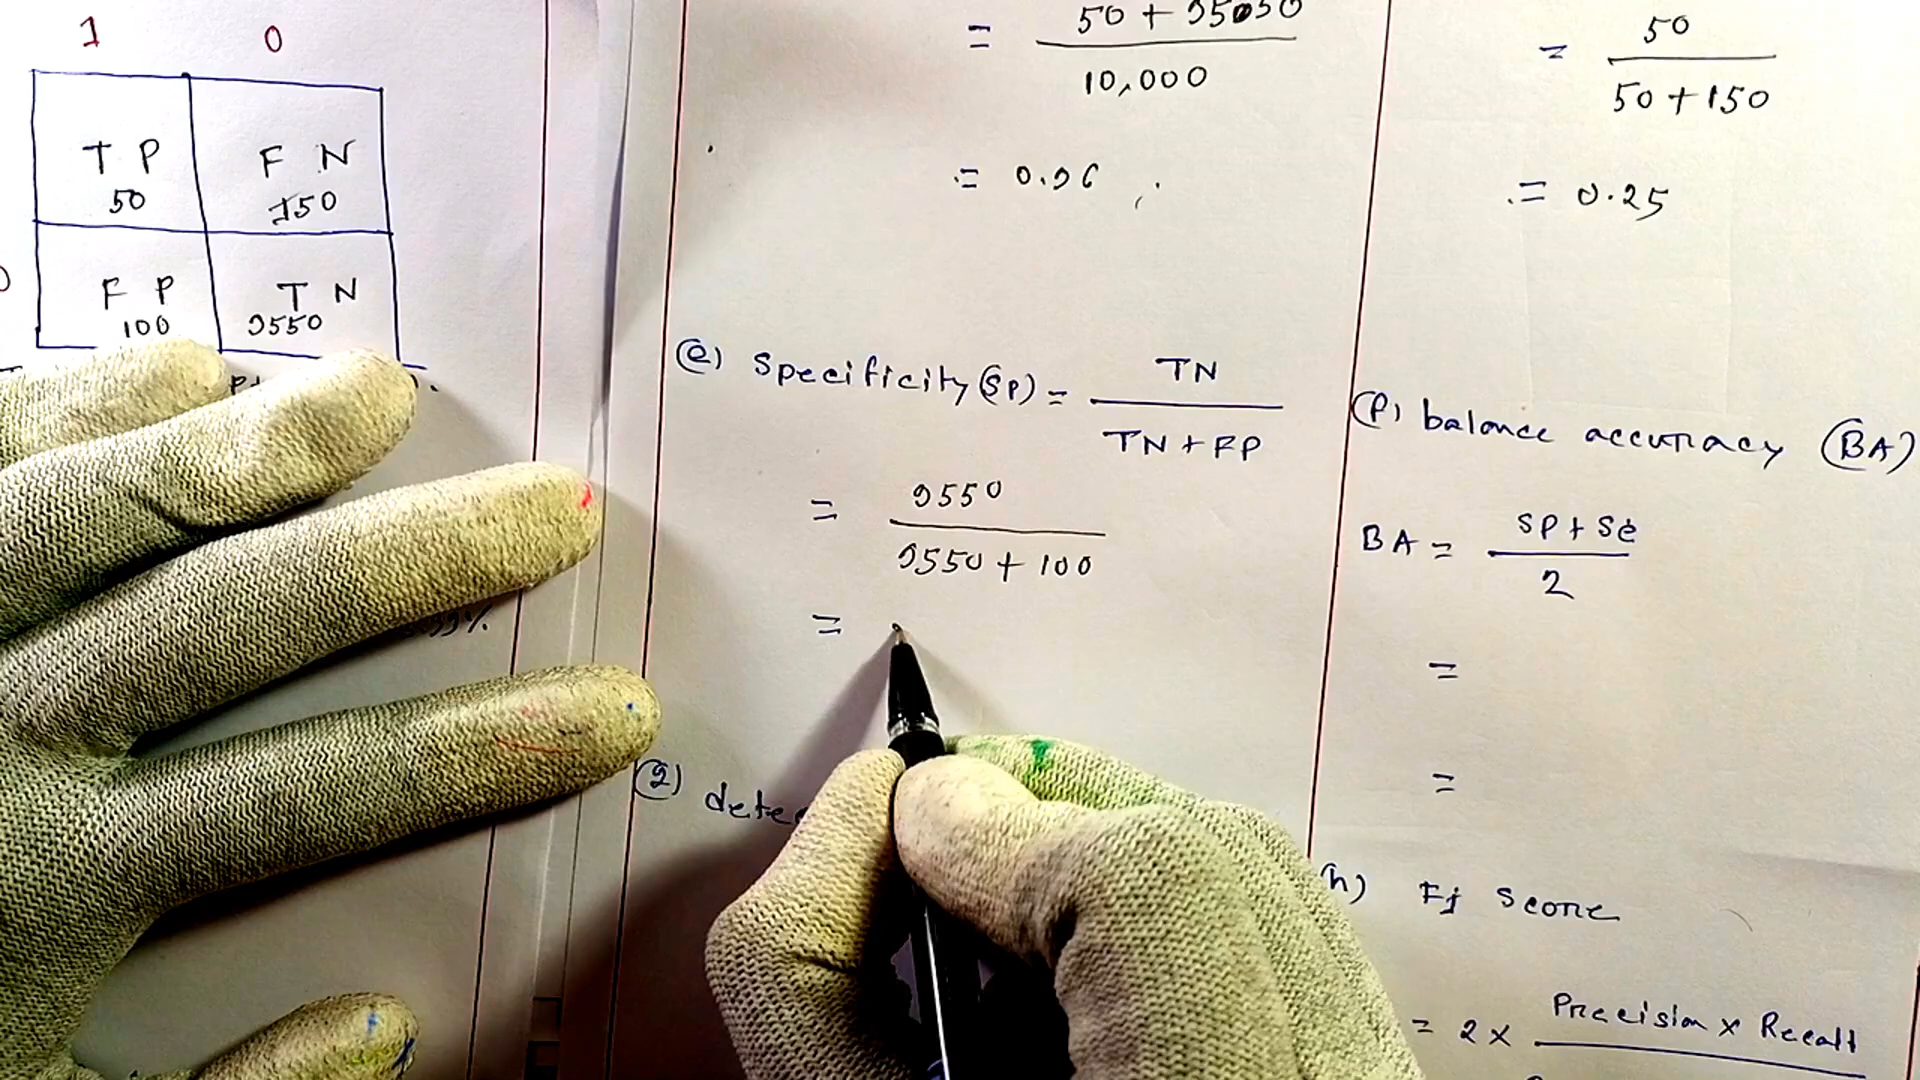 1 0
T P F N
50 150
F P T N
100 9550
= 50 + 95050
10,000
= 0.96
(e) Specificity (SP) = TN
TN + FP
= 9550
9550 + 100
=
(g)
= 50
50 + 150
= 0.25
(f) balance accuracy (BA)
BA = SP + Se
2
=
=
h) F1 Score
= 2 x Precision x Recall